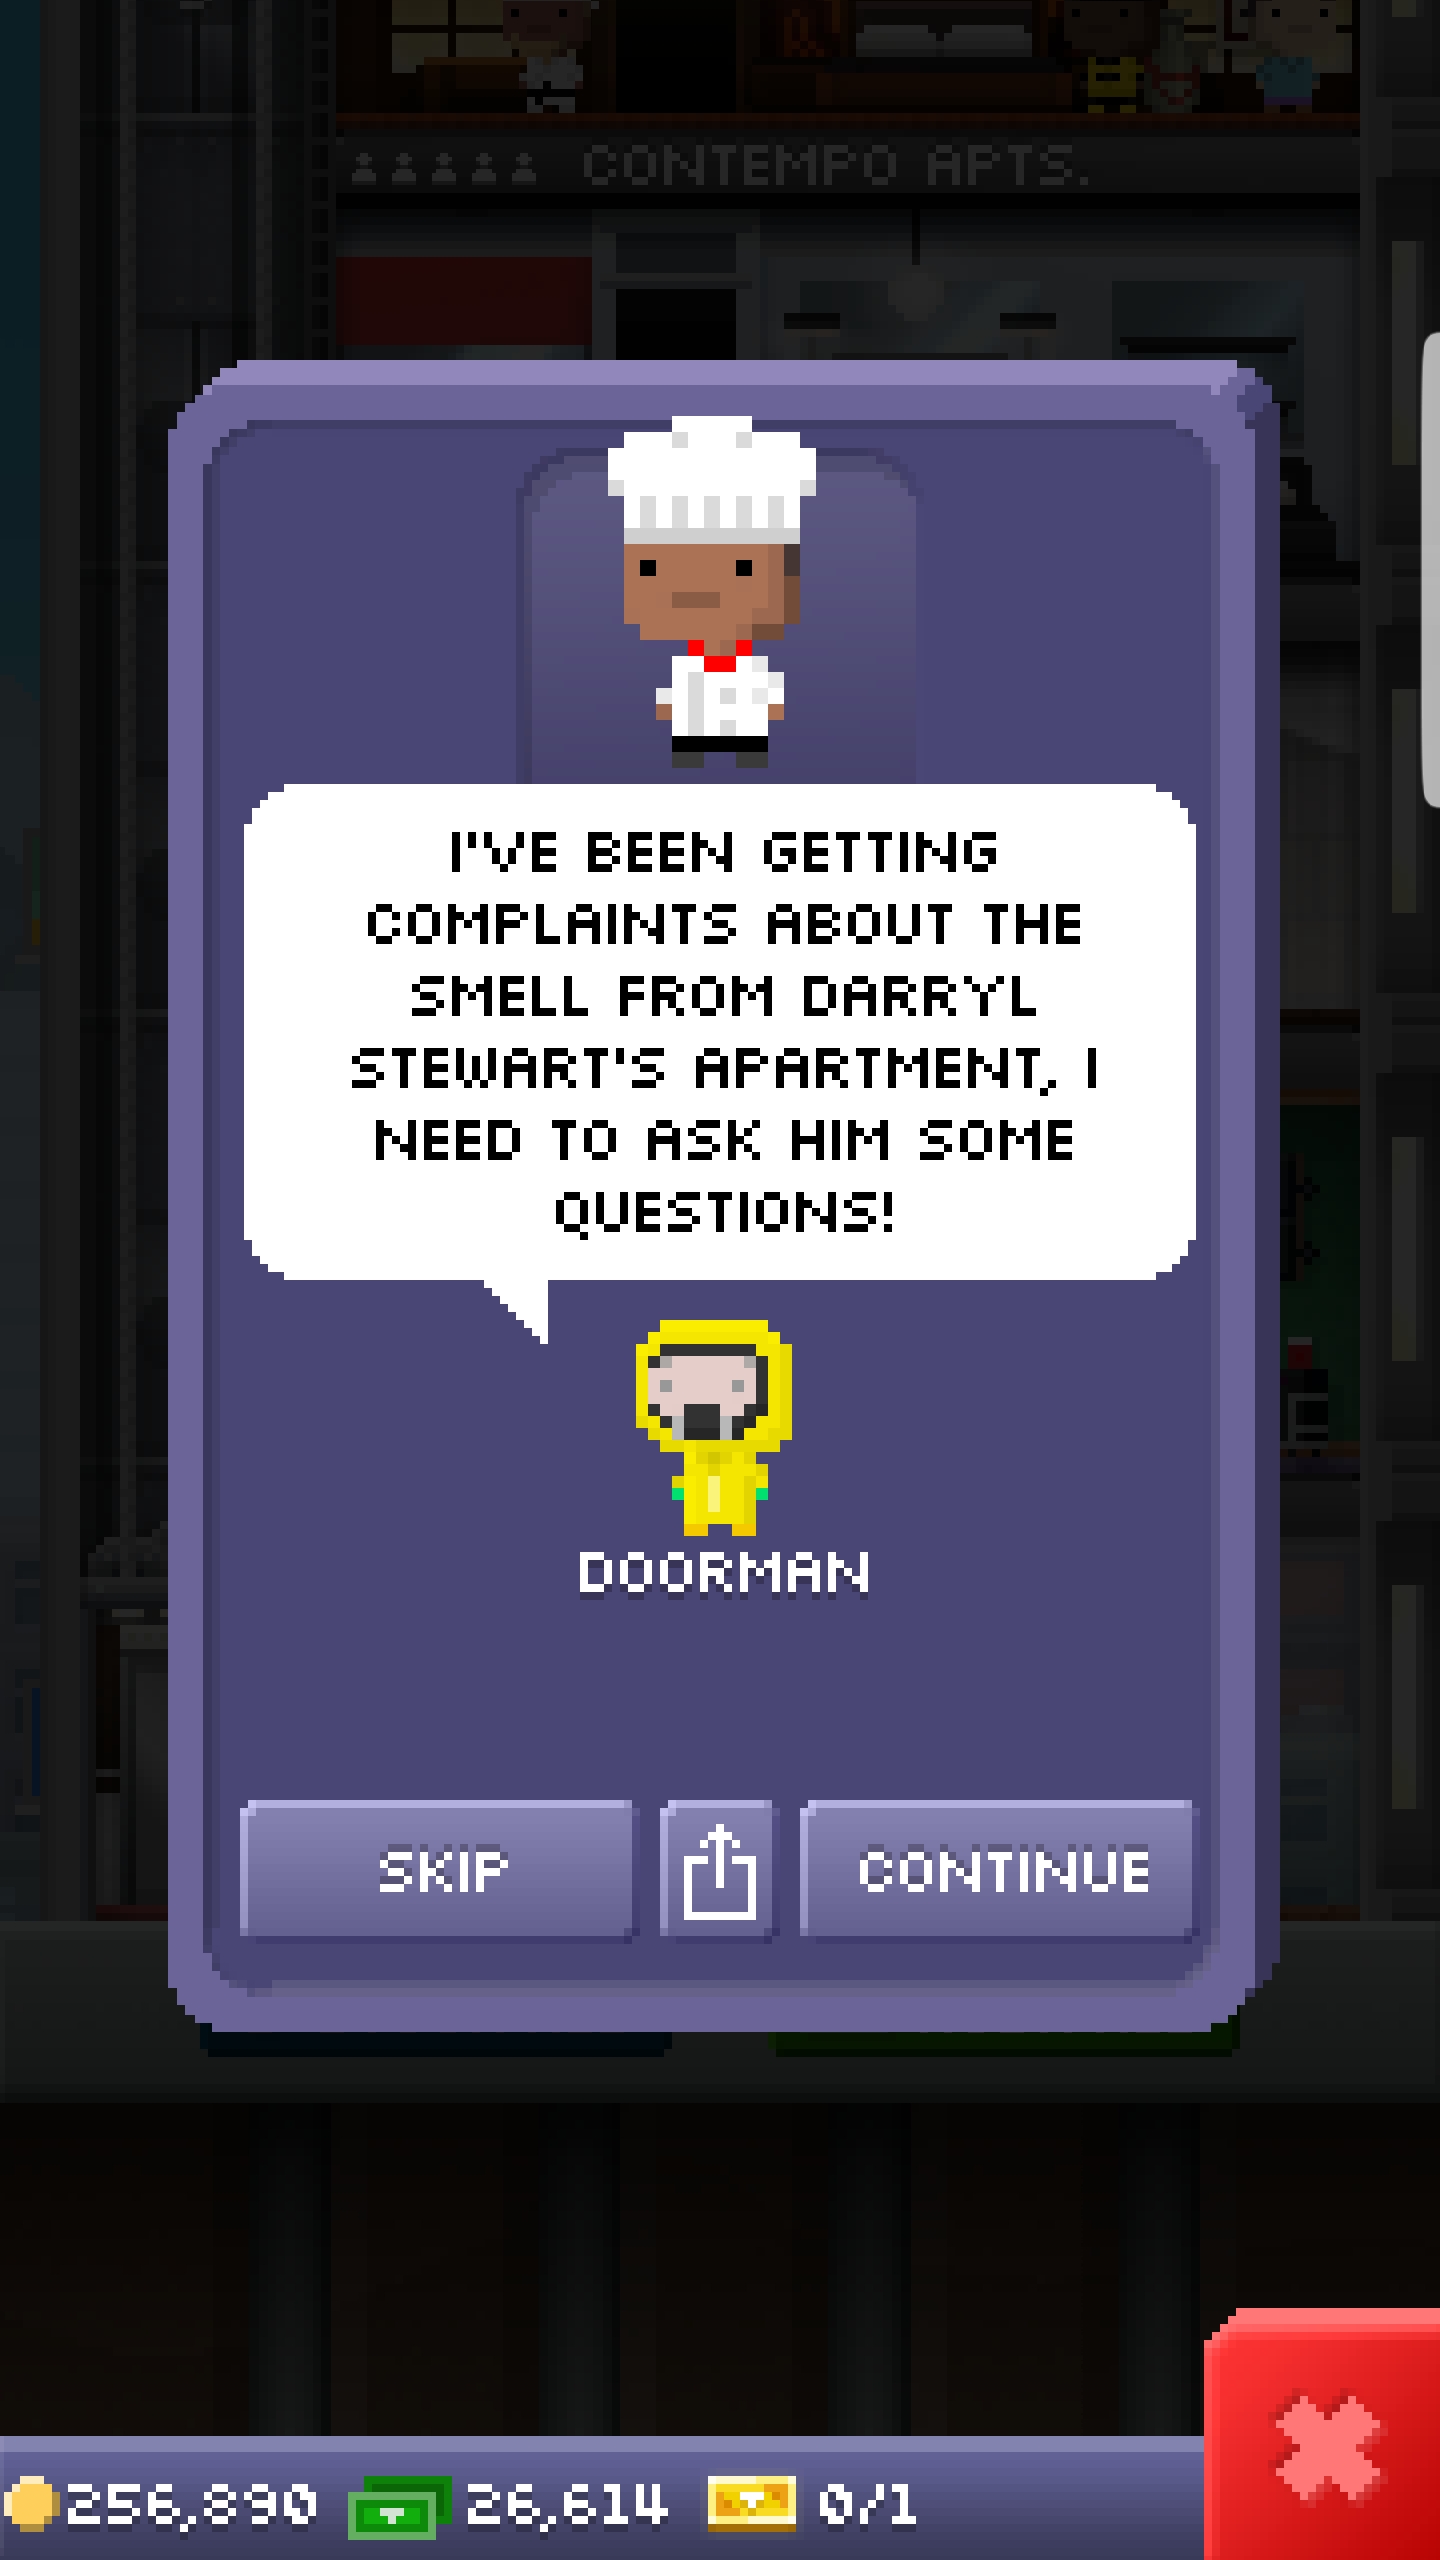 CONTEMPO APTS.
I'VE BEEN GETTING
COMPLAINTS ABOUT THE
SMELL FROM DARRYL
STEWART'S APARTMENT, I
NEED TO ASK HIM SOME
QUESTIONS!
DOORMAN
SKIP
CONTINUE
256,890 26,614 0/1